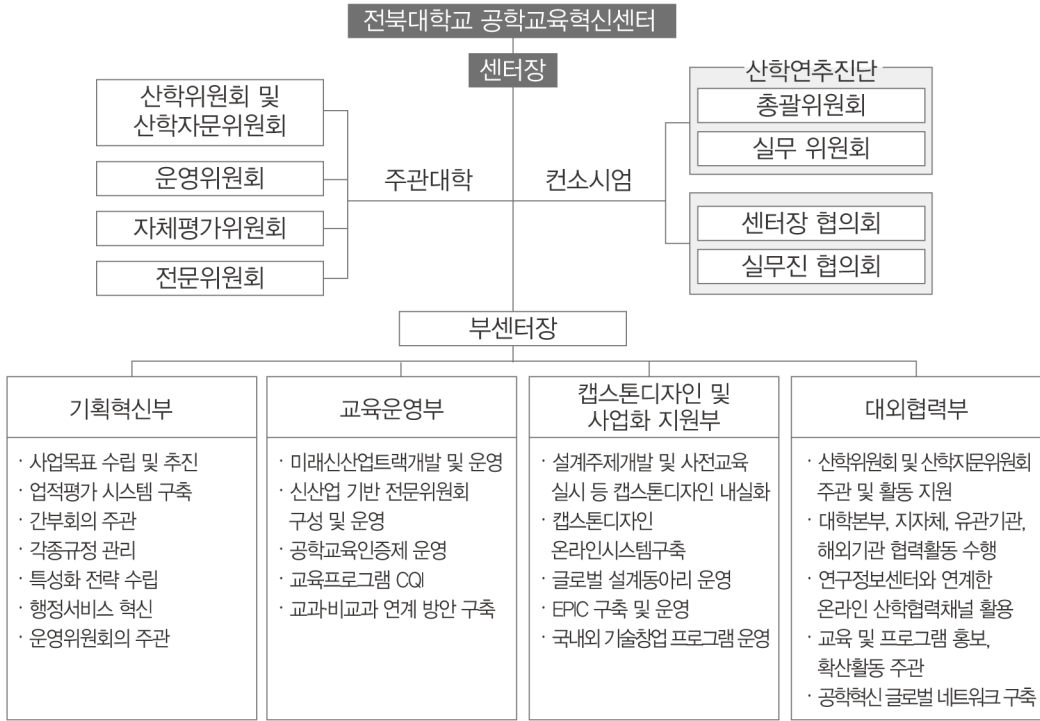 전북대학교 공학교육혁신센터
센터장
산학위원회 및
산학자문위원회
운영위원회
자체평가위원회
전문위원회
주관대학
컨소시엄
산학연추진단
총괄위원회
실무 위원회
센터장 협의회
실무진 협의회
부센터장
기획혁신부
· 사업목표 수립 및 추진
· 업적평가 시스템 구축
· 간부회의 주관
· 각종규정 관리
· 특성화 전략 수립
· 행정서비스 혁신
· 운영위원회의 주관
교육운영부
· 미래신산업트랙개발 및 운영
· 신산업 기반 전문위원회
구성 및 운영
· 공학교육인증제 운영
· 교육프로그램 CQI
· 교과·비교과 연계 방안 구축
캡스톤디자인 및
사업화 지원부
· 설계주제개발 및 사전교육
실시 등 캡스톤디자인 내실화
· 캡스톤디자인
온라인시스템구축
· 글로벌 설계동아리 운영
· EPIC 구축 및 운영
· 국내외 기술창업 프로그램 운영
대외협력부
· 산학위원회 및 산학지문위원회
주관 및 활동 지원
· 대학본부, 지자체, 유관기관,
해외기관 협력활동 수행
· 연구정보센터와 연계한
온라인 산학협력채널 활용
· 교육 및 프로그램 홍보,
확산활동 주관
· 공학혁신 글로벌 네트워크 구축